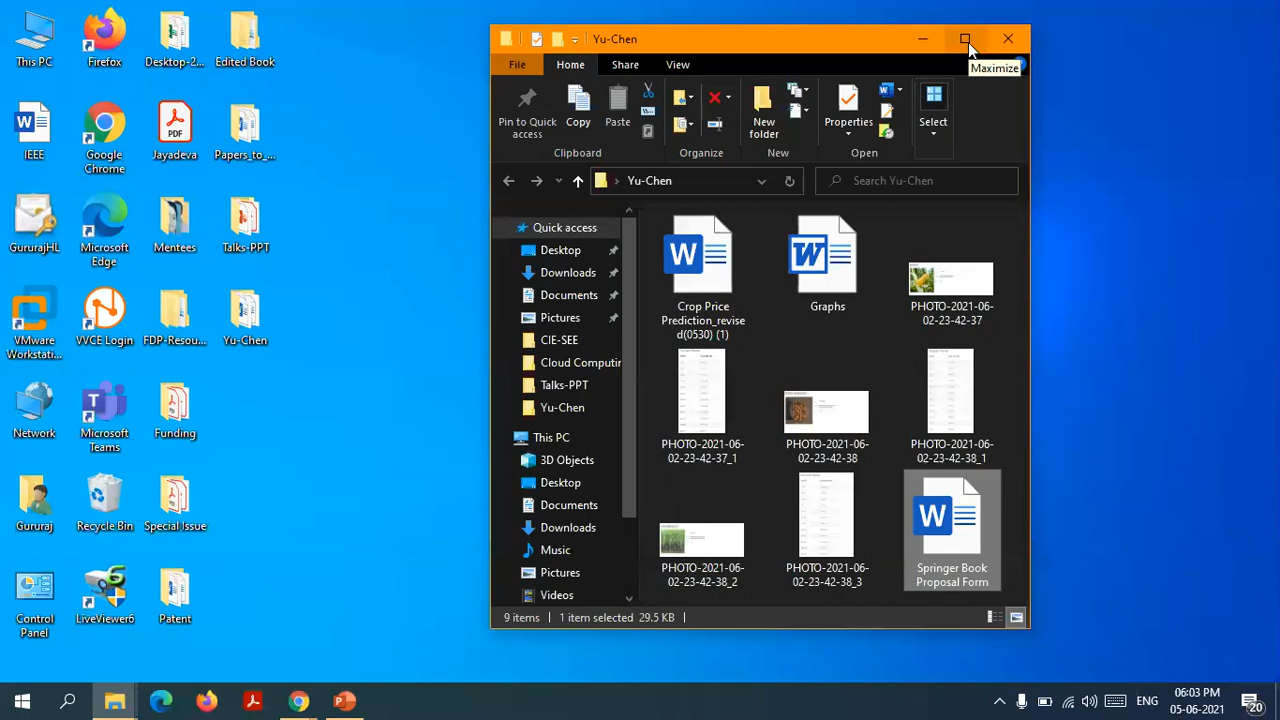 This PC
Firefox
Desktop-2...
Edited Book
IEEE
Google
Chrome
Jayadeva
Papers_to_...
GururajHL
Microsoft
Edge
Mentees
Talks-PPT
VMware
Workstati...
VVCE Login
FDP-Resou...
Yu-Chen
Network
Microsoft
Teams
Funding
Gururaj
Recycle Bin
Special Issue
Control
Panel
LiveViewer6
Patent
Yu-Chen
Maximize
File
Home
Share
View
Pin to Quick
access
Copy
Paste
New
folder
Properties
Select
Clipboard
Organize
New
Open
Yu-Chen
Search Yu-Chen
Quick access
Desktop
Downloads
Documents
Pictures
CIE-SEE
Cloud Computin
Talks-PPT
Yu-Chen
This PC
3D Objects
Desktop
Documents
Downloads
Music
Pictures
Videos
Crop Price
Prediction_revise
d(0530) (1)
Graphs
PHOTO-2021-06-
02-23-42-37
PHOTO-2021-06-
02-23-42-37_1
PHOTO-2021-06-
02-23-42-38
PHOTO-2021-06-
02-23-42-38_1
PHOTO-2021-06-
02-23-42-38_2
PHOTO-2021-06-
02-23-42-38_3
Springer Book
Proposal Form
9 items
1 item selected 29.5 KB
ENG
06:03 PM
05-06-2021
20